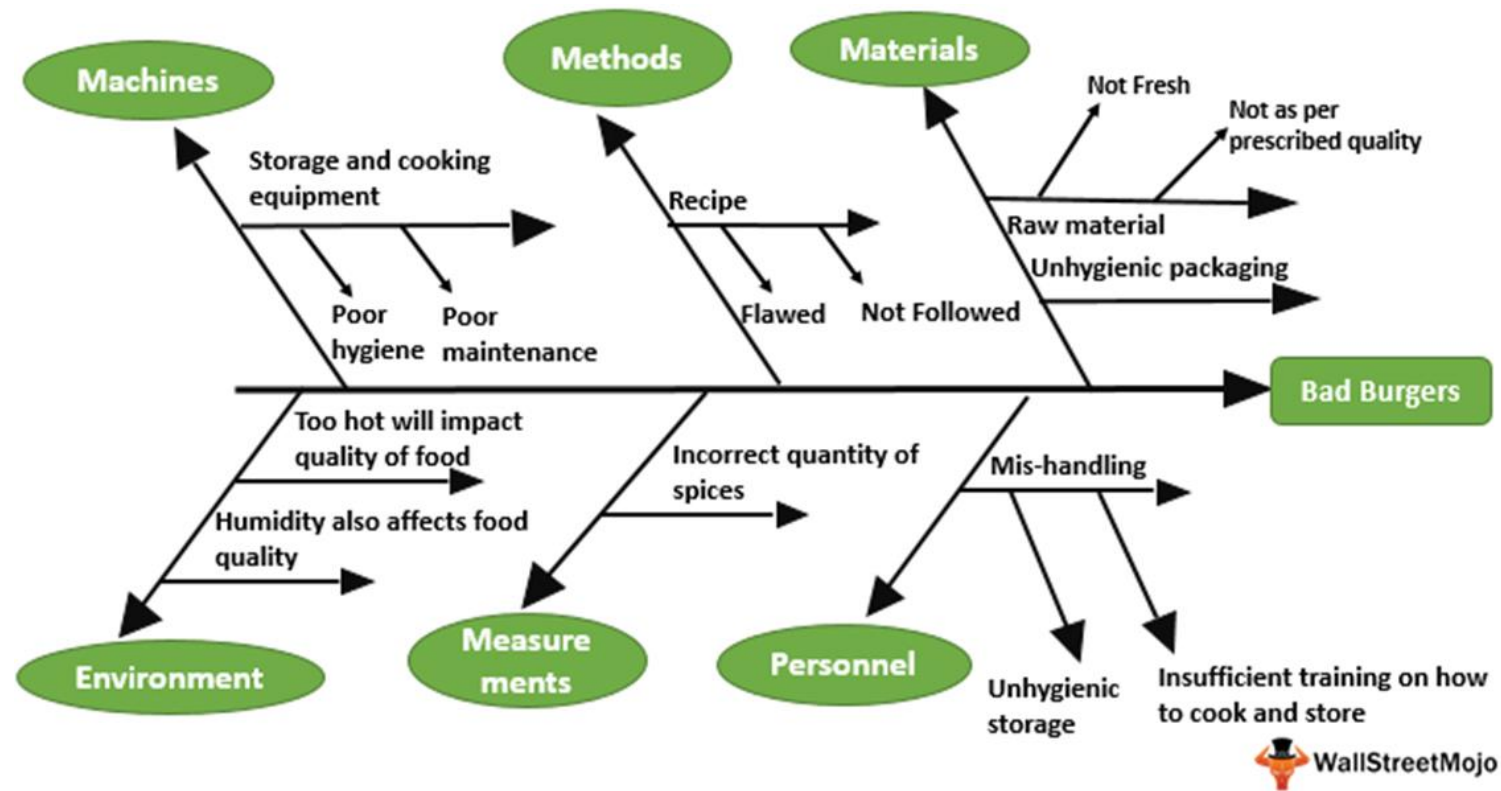 Machines
Methods
Materials
Not Fresh
Not as per
prescribed quality
Storage and cooking
equipment
Recipe
Raw material
Unhygienic packaging
Poor
hygiene
Poor
maintenance
Flawed
Not Followed
Bad Burgers
Too hot will impact
quality of food
Humidity also affects food
quality
Incorrect quantity of
spices
Mis-handling
Environment
Measure
ments
Personnel
Unhygienic
storage
Insufficient training on how
to cook and store
WallStreetMojo